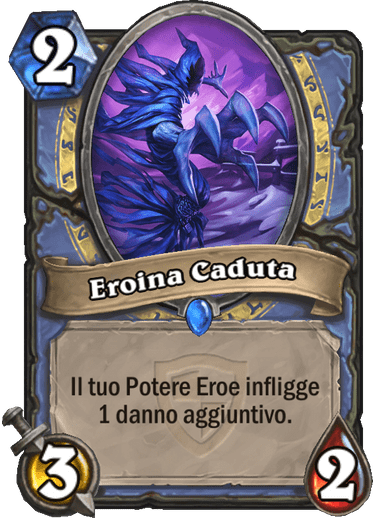 2
Eroina Caduta
Il tuo Potere Eroe infligge
1 danno aggiuntivo.
3
2